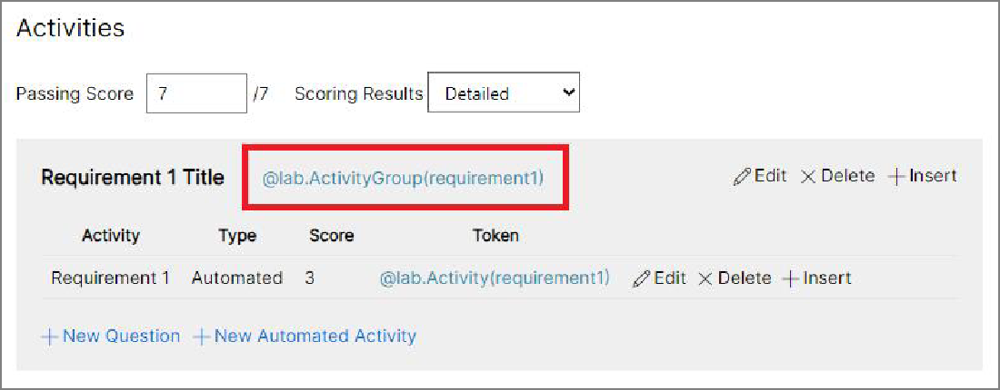 Activities
Passing Score 7 /7 Scoring Results Detailed
Requirement 1 Title @lab.ActivityGroup(requirement1) Edit Delete Insert
Activity Type Score Token
Requirement 1 Automated 3 @lab.Activity(requirement1) Edit Delete Insert
New Question New Automated Activity